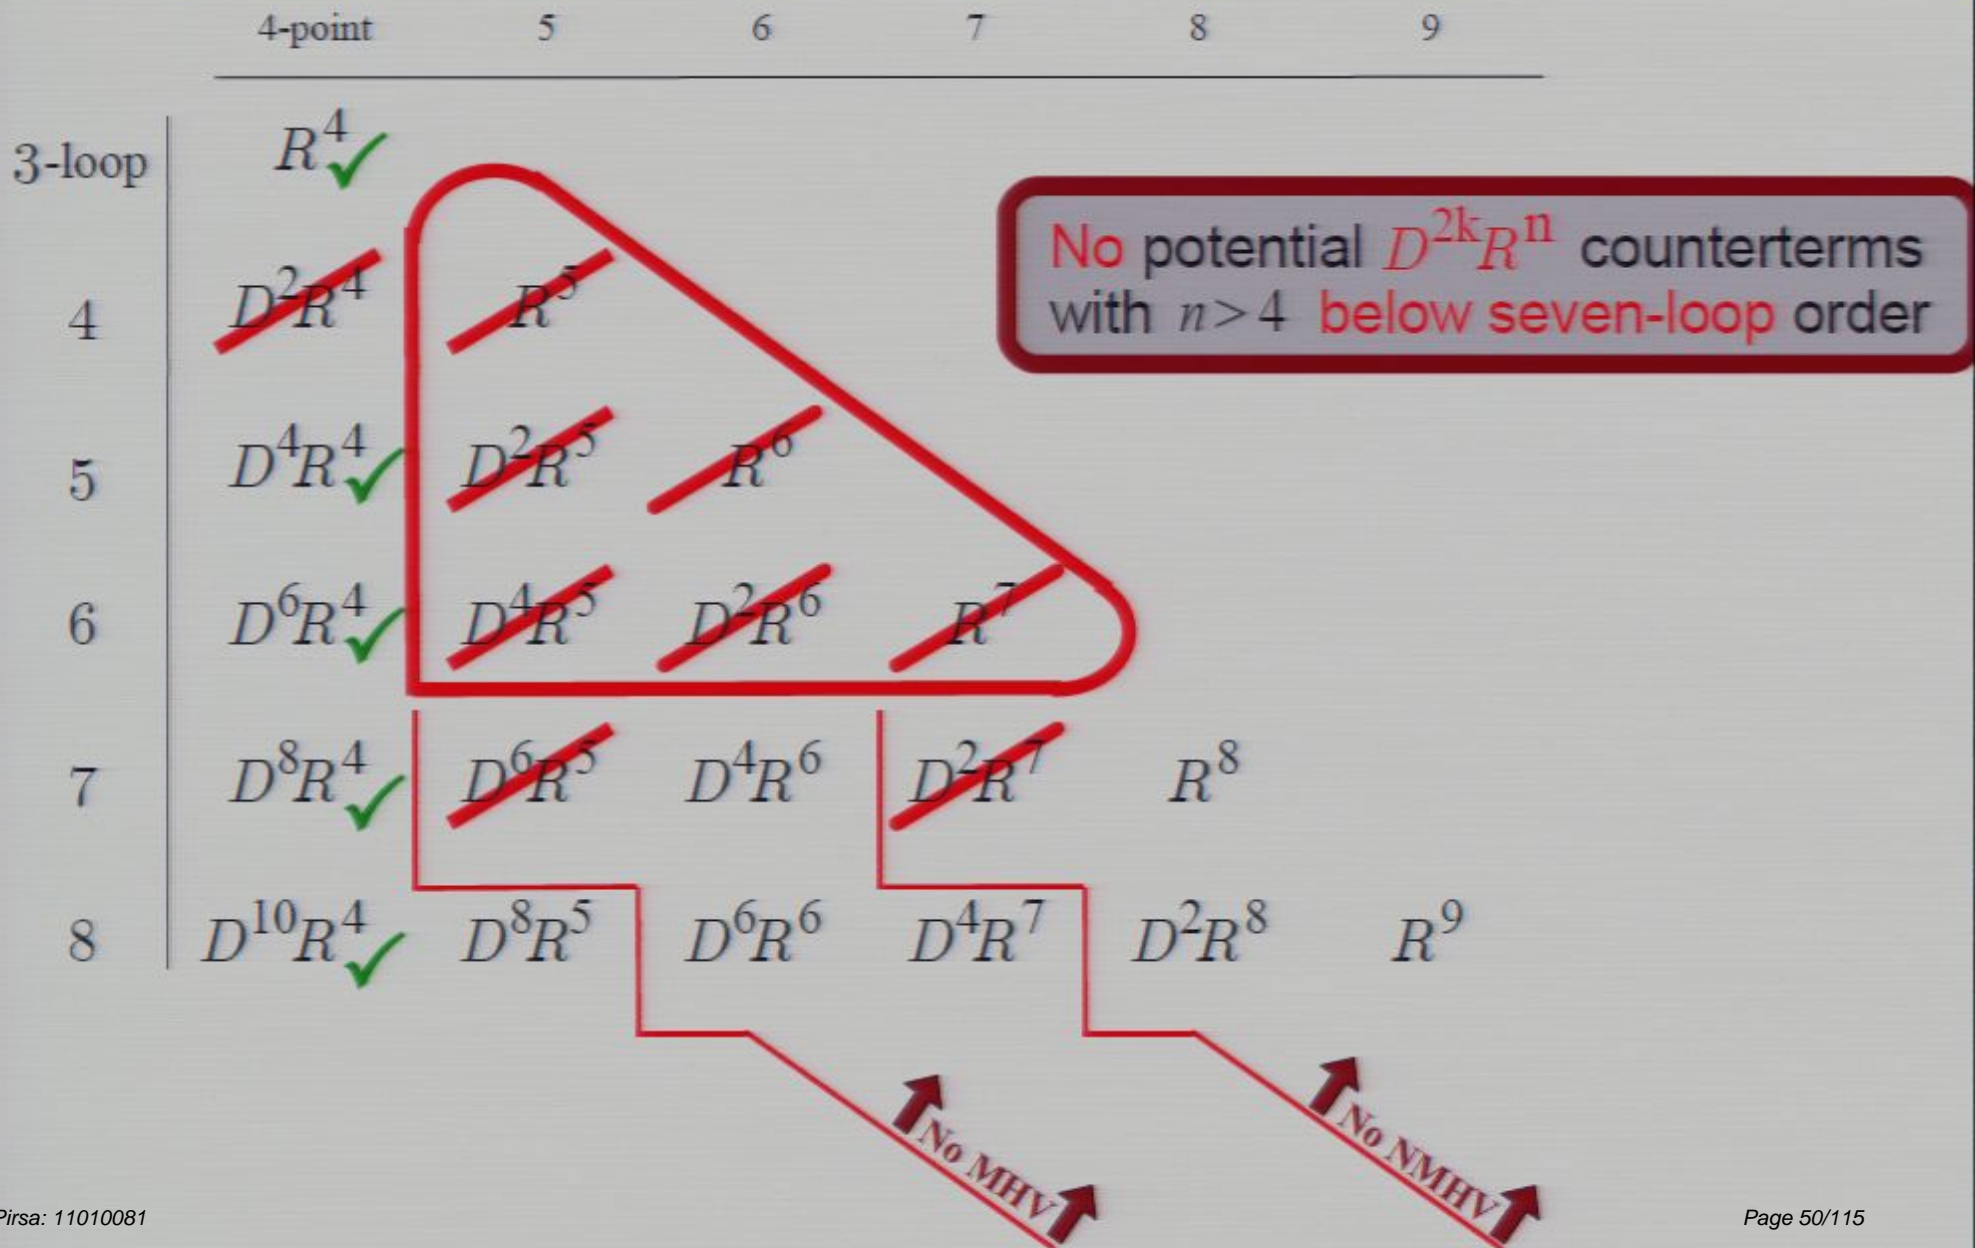 4-point 5 6 7 8 9
3-loop R^4 ✓
No potential D^{2k}R^n counterterms
with n>4 below seven-loop order
4 D^2R^4 R^5
5 D^4R^4 ✓ D^2R^5 R^6
6 D^6R^4 ✓ D^4R^5 D^2R^6 R^7
7 D^8R^4 ✓ D^6R^5 D^4R^6 D^2R^7 R^8
8 D^{10}R^4 ✓ D^8R^5 D^6R^6 D^4R^7 D^2R^8 R^9
No MHV
No NMHV
Pirsa: 11010081
Page 50/115